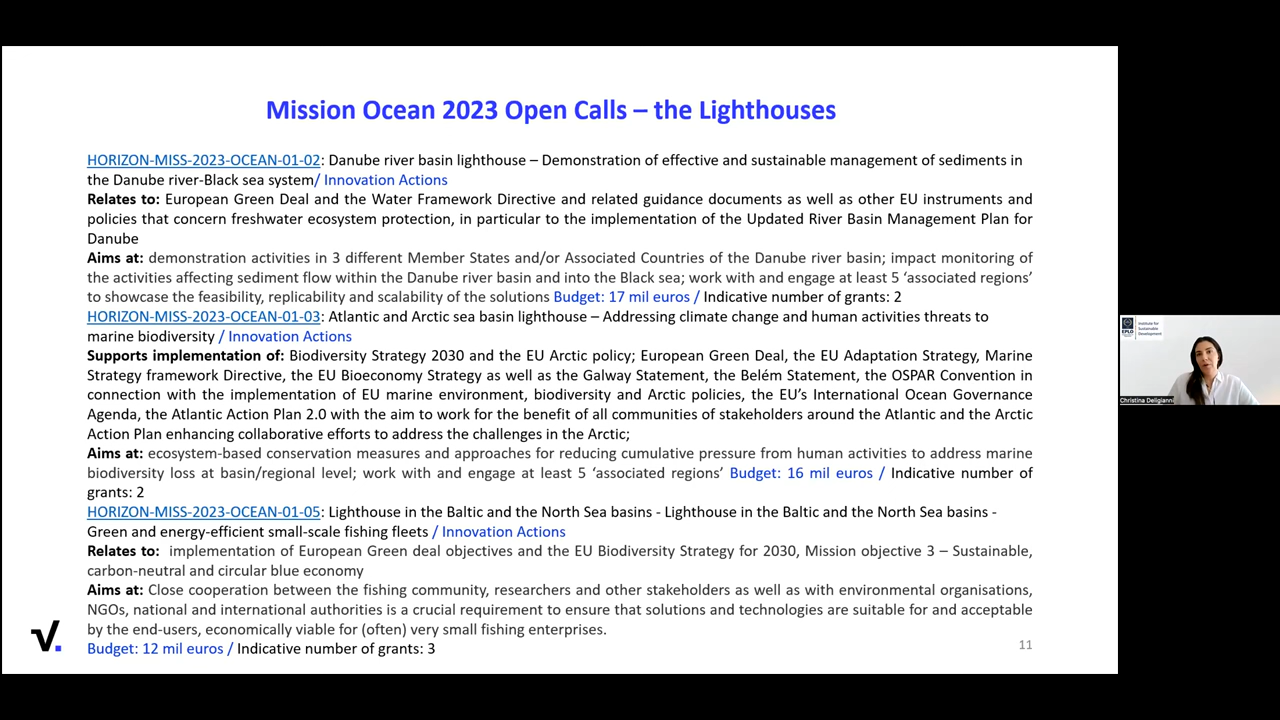 Mission Ocean 2023 Open Calls – the Lighthouses
HORIZON-MISS-2023-OCEAN-01-02: Danube river basin lighthouse – Demonstration of effective and sustainable management of sediments in
the Danube river-Black sea system/ Innovation Actions
Relates to: European Green Deal and the Water Framework Directive and related guidance documents as well as other EU instruments and
policies that concern freshwater ecosystem protection, in particular to the implementation of the Updated River Basin Management Plan for
Danube
Aims at: demonstration activities in 3 different Member States and/or Associated Countries of the Danube river basin; impact monitoring of
the activities affecting sediment flow within the Danube river basin and into the Black sea; work with and engage at least 5 ‘associated regions’
to showcase the feasibility, replicability and scalability of the solutions Budget: 17 mil euros / Indicative number of grants: 2
HORIZON-MISS-2023-OCEAN-01-03: Atlantic and Arctic sea basin lighthouse – Addressing climate change and human activities threats to
marine biodiversity / Innovation Actions
Supports implementation of: Biodiversity Strategy 2030 and the EU Arctic policy; European Green Deal, the EU Adaptation Strategy, Marine
Strategy framework Directive, the EU Bioeconomy Strategy as well as the Galway Statement, the Belém Statement, the OSPAR Convention in
connection with the implementation of EU marine environment, biodiversity and Arctic policies, the EU’s International Ocean Governance
Agenda, the Atlantic Action Plan 2.0 with the aim to work for the benefit of all communities of stakeholders around the Atlantic and the Arctic
Action Plan enhancing collaborative efforts to address the challenges in the Arctic;
Aims at: ecosystem-based conservation measures and approaches for reducing cumulative pressure from human activities to address marine
biodiversity loss at basin/regional level; work with and engage at least 5 ‘associated regions’ Budget: 16 mil euros / Indicative number of
grants: 2
HORIZON-MISS-2023-OCEAN-01-05: Lighthouse in the Baltic and the North Sea basins - Lighthouse in the Baltic and the North Sea basins -
Green and energy-efficient small-scale fishing fleets / Innovation Actions
Relates to: implementation of European Green deal objectives and the EU Biodiversity Strategy for 2030, Mission objective 3 – Sustainable,
carbon-neutral and circular blue economy
Aims at: Close cooperation between the fishing community, researchers and other stakeholders as well as with environmental organisations,
NGOs, national and international authorities is a crucial requirement to ensure that solutions and technologies are suitable for and acceptable
by the end-users, economically viable for (often) very small fishing enterprises.
Budget: 12 mil euros / Indicative number of grants: 3
11
EPLO
Institute for
Sustainable
Development
Christina Deligianni